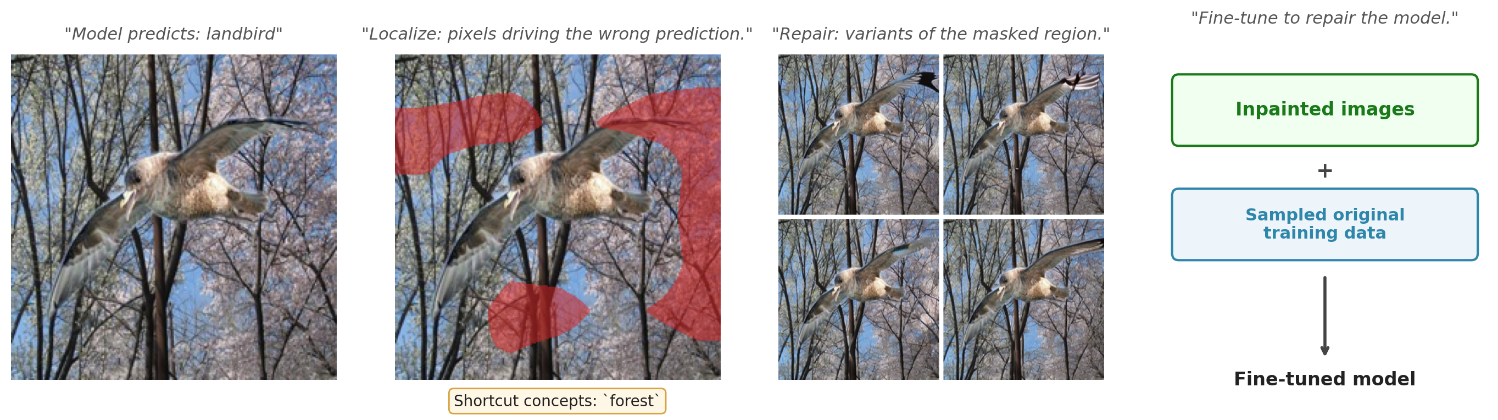 "Model predicts: landbird"
"Localize: pixels driving the wrong prediction."
"Repair: variants of the masked region."
"Fine-tune to repair the model."
Inpainted images
+
Sampled original
training data
Fine-tuned model
Shortcut concepts: `forest`